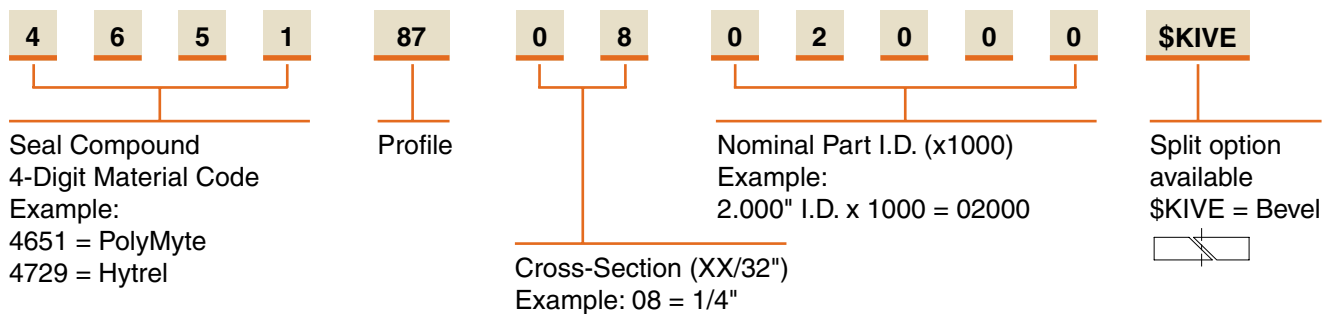 4 6 5 1 87 0 8 0 2 0 0 0 $KIVE
Seal Compound
4-Digit Material Code
Example:
4651 = PolyMyte
4729 = Hytrel
Profile
Cross-Section (XX/32")
Example: 08 = 1/4"
Nominal Part I.D. (x1000)
Example:
2.000" I.D. x 1000 = 02000
Split option
available
$KIVE = Bevel